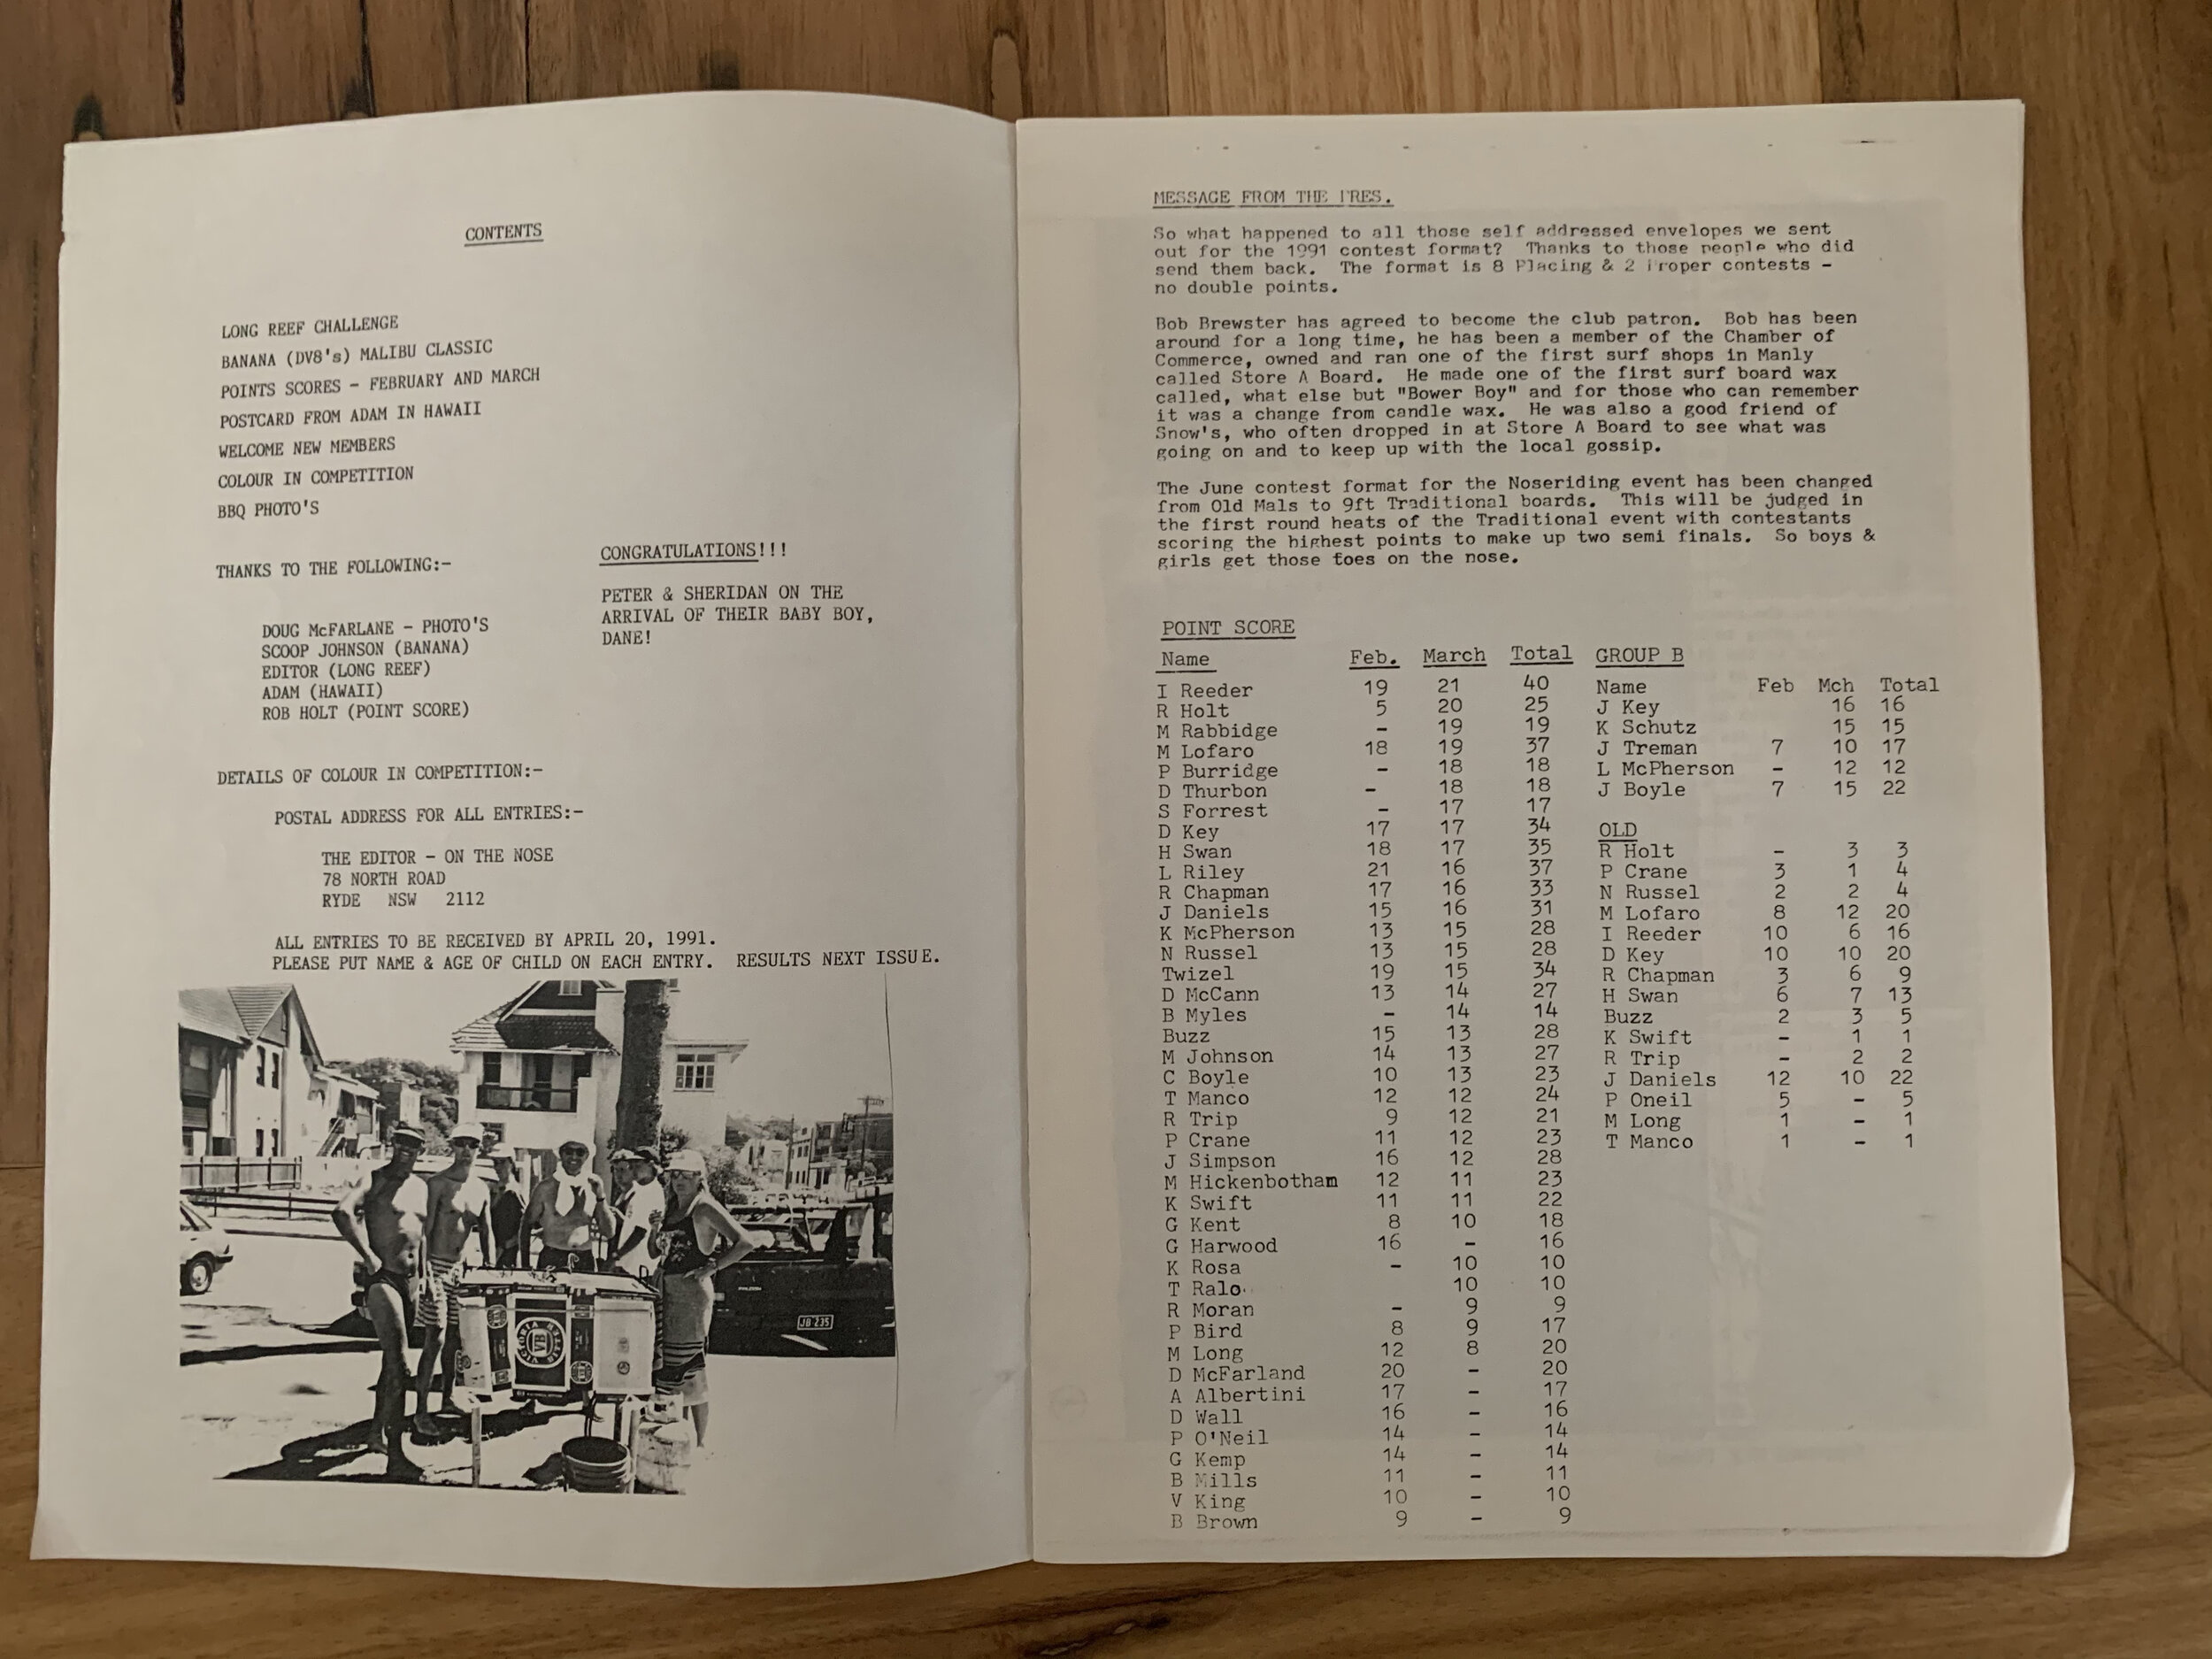 CONTENTS
LONG REEF CHALLENGE
BANANA (DV8's) MALIBU CLASSIC
POINTS SCORES - FEBRUARY AND MARCH
POSTCARD FROM ADAM IN HAWAII
WELCOME NEW MEMBERS
COLOUR IN COMPETITION
BBQ PHOTO'S
THANKS TO THE FOLLOWING:-
DOUG McFARLANE - PHOTO'S
SCOOP JOHNSON (BANANA)
EDITOR (LONG REEF)
ADAM (HAWAII)
ROB HOLT (POINT SCORE)
CONGRATULATIONS!!!
PETER & SHERIDAN ON THE
ARRIVAL OF THEIR BABY BOY,
DANE!
DETAILS OF COLOUR IN COMPETITION:-
POSTAL ADDRESS FOR ALL ENTRIES:-
THE EDITOR - ON THE NOSE
78 NORTH ROAD
RYDE NSW 2112
ALL ENTRIES TO BE RECEIVED BY APRIL 20, 1991.
PLEASE PUT NAME & AGE OF CHILD ON EACH ENTRY. RESULTS NEXT ISSUE.
VICTORIA BITTER
VB
JB 235
MESSAGE FROM THE PRES.
So what happened to all those self addressed envelopes we sent
out for the 1991 contest format? Thanks to those people who did
send them back. The format is 8 Placing & 2 Proper contests -
no double points.
Bob Brewster has agreed to become the club patron. Bob has been
around for a long time, he has been a member of the Chamber of
Commerce, owned and ran one of the first surf shops in Manly
called Store A Board. He made one of the first surf board wax
called, what else but "Bower Boy" and for those who can remember
it was a change from candle wax. He was also a good friend of
Snow's, who often dropped in at Store A Board to see what was
going on and to keep up with the local gossip.
The June contest format for the Noseriding event has been changed
from Old Mals to 9ft Traditional boards. This will be judged in
the first round heats of the Traditional event with contestants
scoring the highest points to make up two semi finals. So boys &
girls get those toes on the nose.
POINT SCORE
Name Feb. March Total
I Reeder 19 21 40
R Holt 5 20 25
M Rabbidge - 19 19
M Lofaro 18 19 37
P Burridge - 18 18
D Thurbon - 18 18
S Forrest - 17 17
D Key 17 17 34
H Swan 18 17 35
L Riley 21 16 37
R Chapman 17 16 33
J Daniels 15 16 31
K McPherson 13 15 28
N Russel 13 15 28
Twizel 19 15 34
D McCann 13 14 27
B Myles - 14 14
Buzz 15 13 28
M Johnson 14 13 27
C Boyle 10 13 23
T Manco 12 12 24
R Trip 9 12 21
P Crane 11 12 23
J Simpson 16 12 28
M Hickenbotham 12 11 23
K Swift 11 11 22
G Kent 8 10 18
G Harwood 16 - 16
K Rosa - 10 10
T Ralo 10 10
R Moran - 9 9
P Bird 8 9 17
M Long 12 8 20
D McFarland 20 - 20
A Albertini 17 - 17
D Wall 16 - 16
P O'Neil 14 - 14
G Kemp 14 - 14
B Mills 11 - 11
V King 10 - 10
B Brown 9 - 9
GROUP B
Name Feb Mch Total
J Key 16 16
K Schutz 15 15
J Treman 7 10 17
L McPherson - 12 12
J Boyle 7 15 22
OLD
R Holt - 3 3
P Crane 3 1 4
N Russel 2 2 4
M Lofaro 8 12 20
I Reeder 10 6 16
D Key 10 10 20
R Chapman 3 6 9
H Swan 6 7 13
Buzz 2 3 5
K Swift - 1 1
R Trip - 2 2
J Daniels 12 10 22
P Oneil 5 - 5
M Long 1 - 1
T Manco 1 - 1